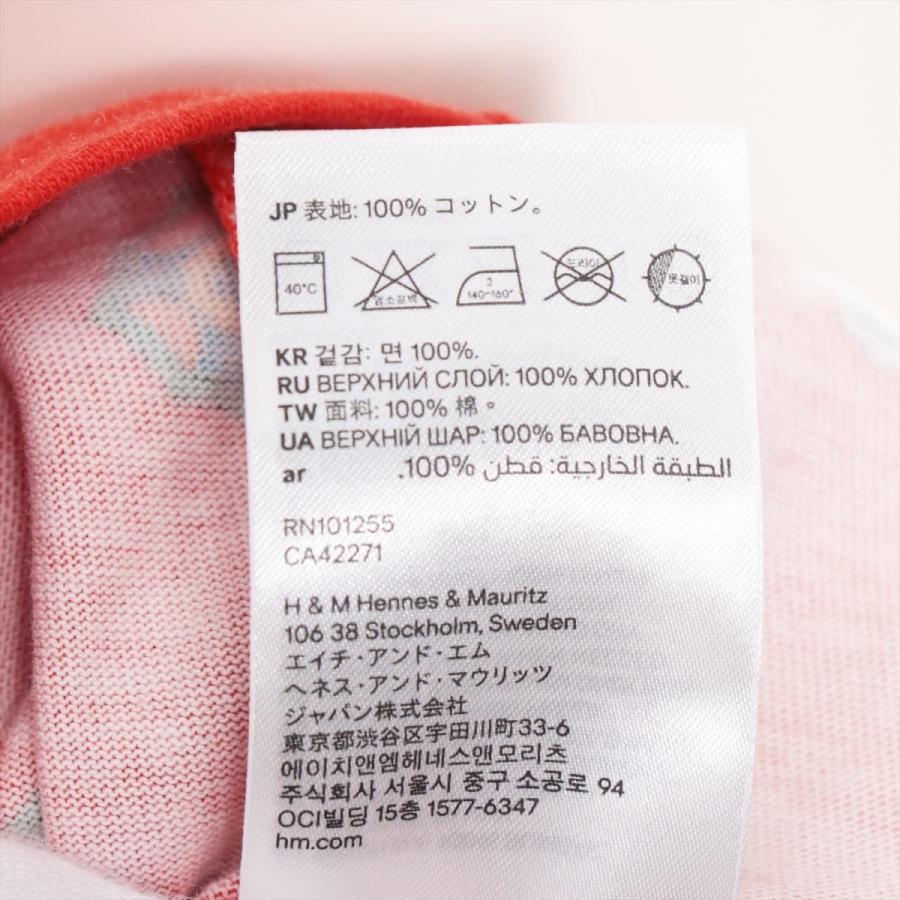 JP 表地: 100% コットン。
40°C
염소표백
2
140~160°
드라이
옷걸이
KR 겉감: 면 100%.
RU ВЕРХНИЙ СЛОЙ: 100% ХЛОПОК.
TW 面料: 100% 棉。
UA ВЕРХНІЙ ШАР: 100% БАВОВНА.
ar الطبقة الخارجية: قطن %100.
RN101255
CA42271
H & M Hennes & Mauritz
106 38 Stockholm, Sweden
エイチ・アンド・エム
ヘネス・アンド・マウリッツ
ジャパン株式会社
東京都渋谷区宇田川町33-6
에이치앤엠헤네스앤모리츠
주식회사 서울시 중구 소공로 94
OCI빌딩 15층 1577-6347
hm.com